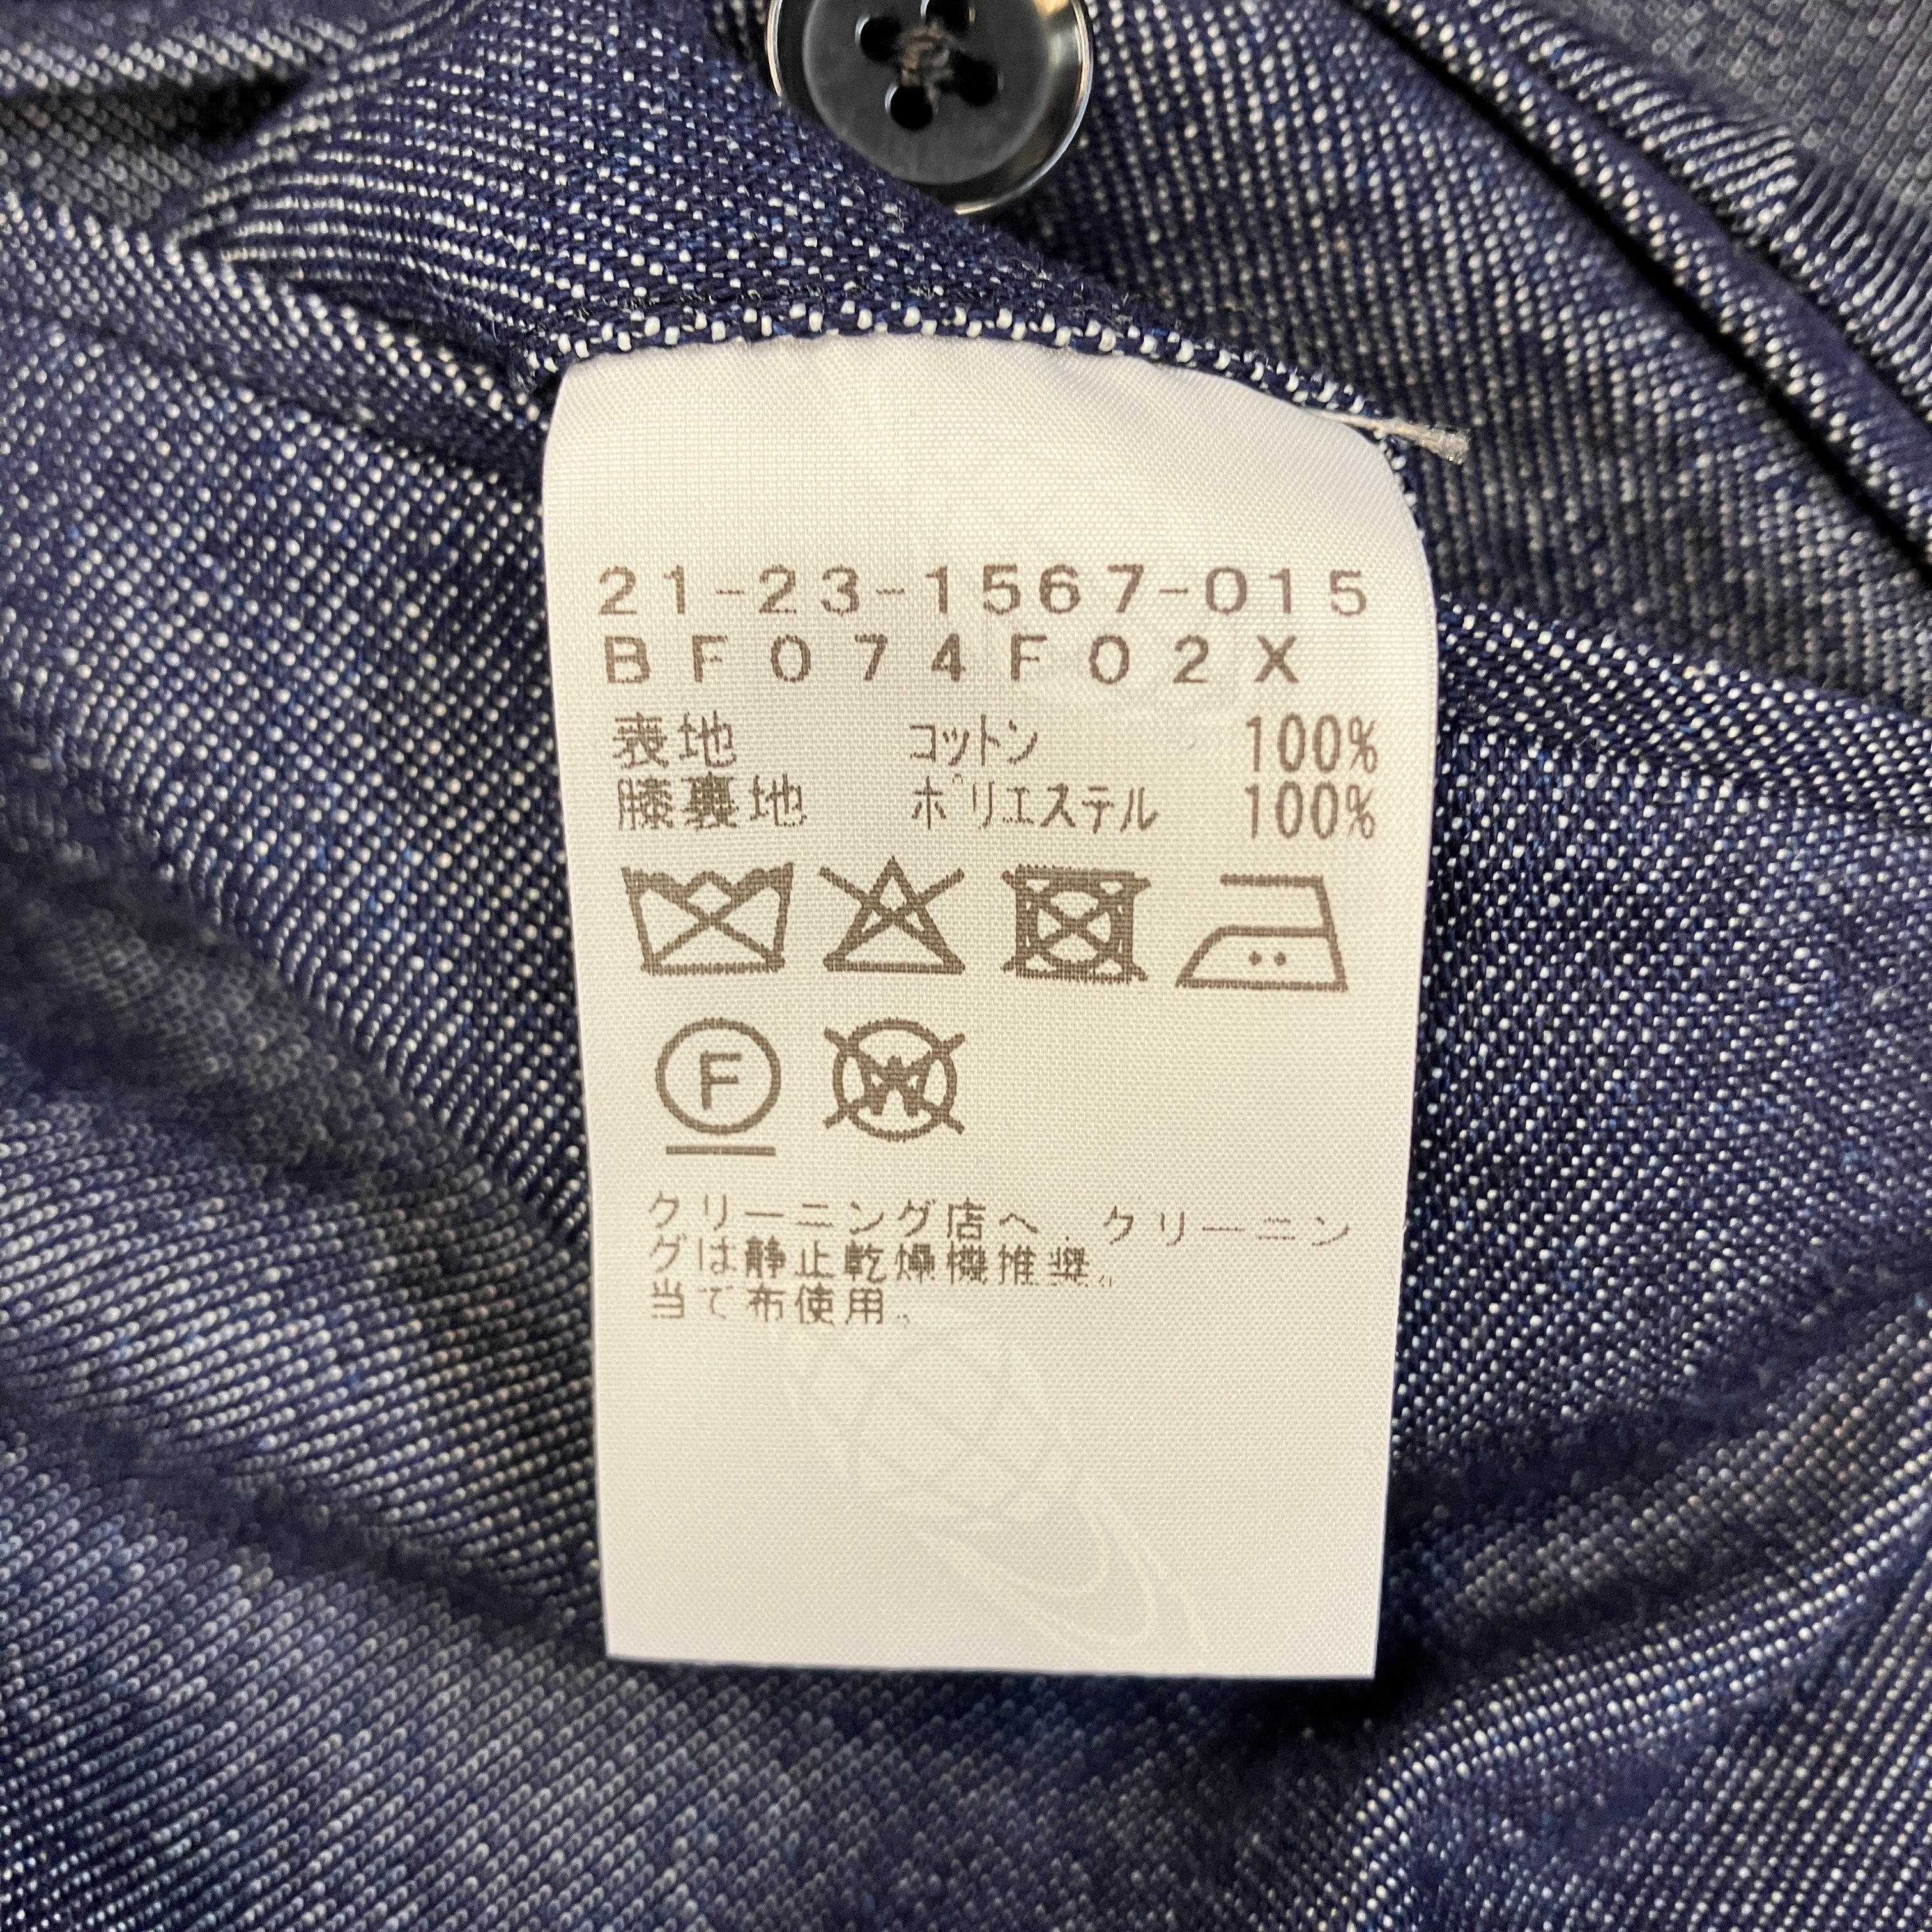 21-23-1567-015
BF074F02X
表地 コットン 100%
膝裏地 ポリエステル 100%
F
W
クリーニング店へ.クリーニン
グは静止乾燥機推奨。
当て布使用。